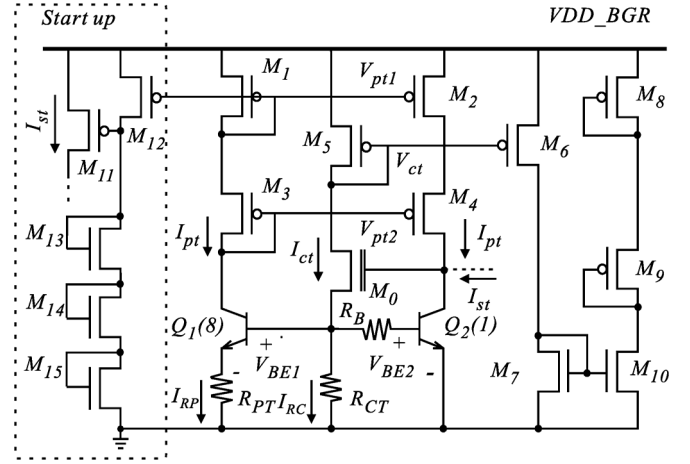 Start up
VDD_BGR
M1
Vpt1
M2
M8
Ist
M11
M12
M5
Vct
M6
M3
M4
Ipt
Vpt2
Ipt
M13
Ict
M0
Ist
M9
M14
RB
Q1(8)
Q2(1)
+
VBE1
-
+
VBE2
-
M15
M7
M10
IRP
RPT
IRC
RCT